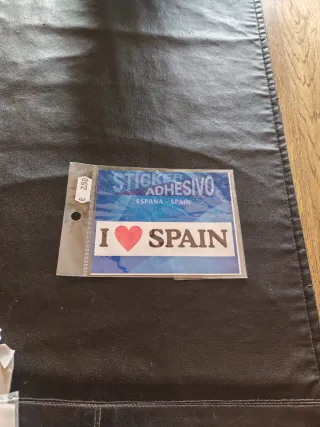 STICKER
ADHESIVO
ESPAÑA - SPAIN
I ❤ SPAIN